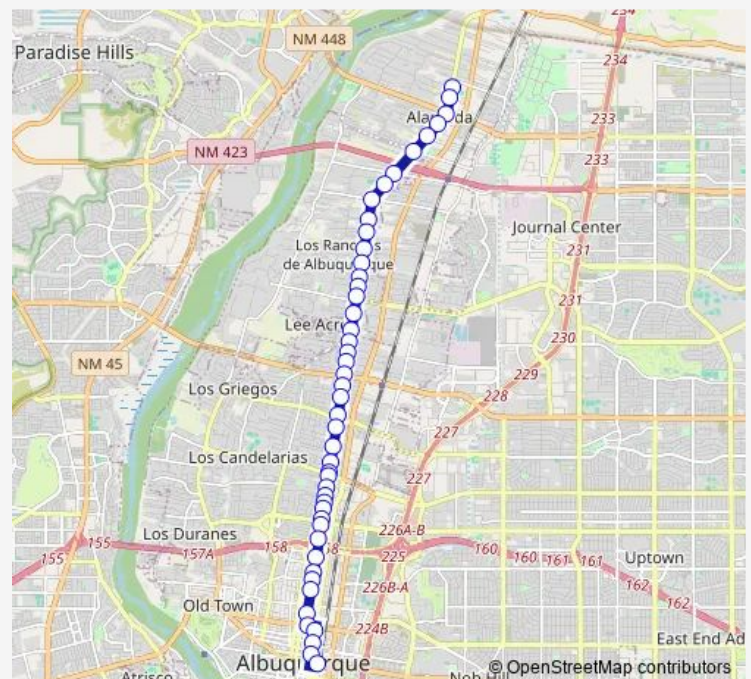 234
NM 448
Paradise Hills
234
Alameda
233
NM 423
233
Journal Center
Los Ranchos
de Albuquerque
231
231
Lee Acres
230
NM 45
229
Los Griegos
228
227
Los Candelarias
227
226A-B
Los Duranes
155
155
157A
158
225
160
160
161
161
Uptown
162
226B-A
162
Old Town
224B
East End Ad
Albuquerque
Atrisco
Nob Hill
© OpenStreetMap contributors